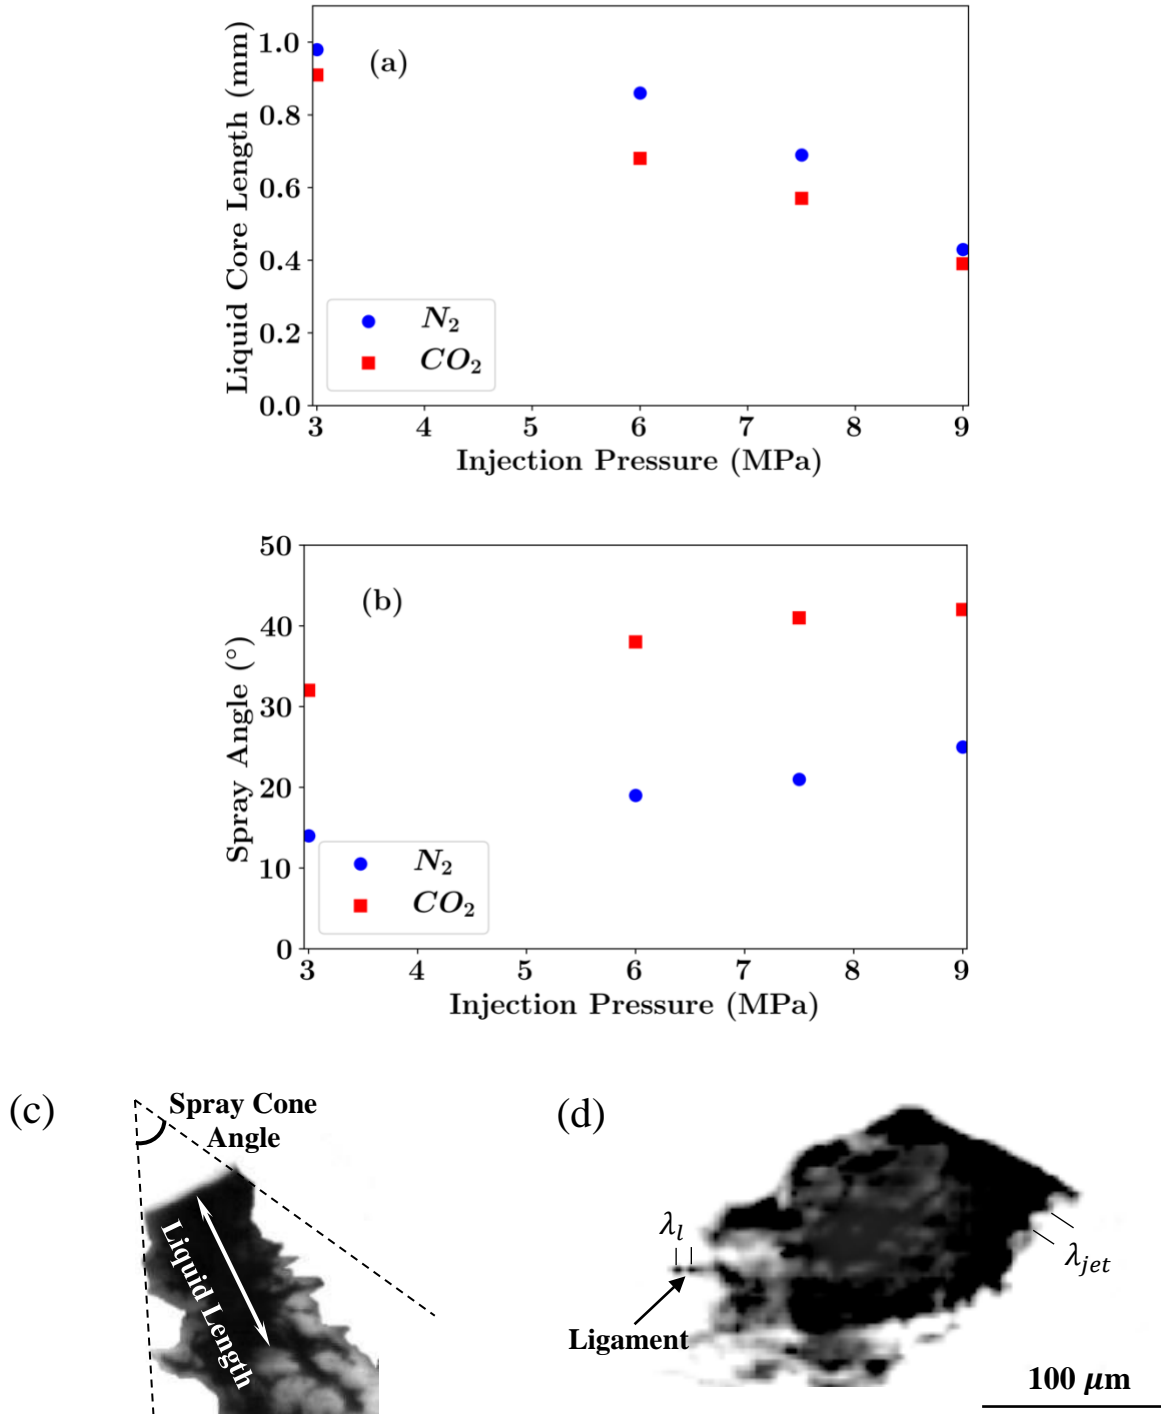 (a)
Liquid Core Length (mm)
1.0
0.8
0.6
0.4
0.2
0.0
N₂
CO₂
3 4 5 6 7 8 9
Injection Pressure (MPa)
(b)
Spray Angle (°)
50
40
30
20
10
0
N₂
CO₂
3 4 5 6 7 8 9
Injection Pressure (MPa)
(c)
Spray Cone
Angle
Liquid Length
(d)
λₗ
λ_jet
Ligament
100 μm